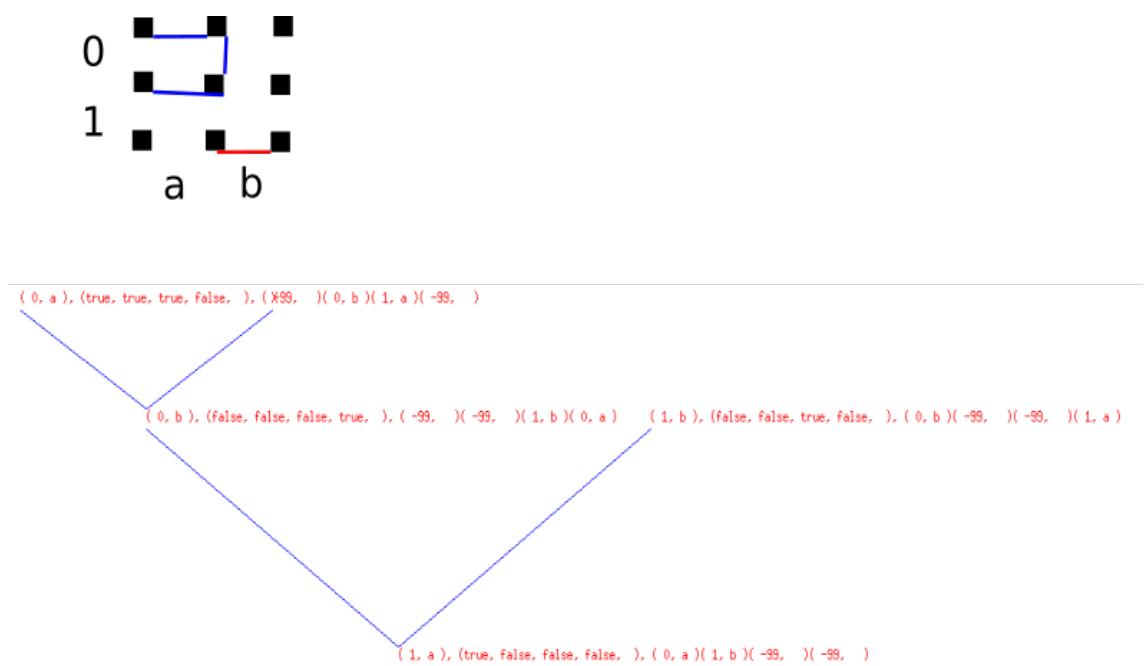 0
1
a b
( 0, a ), (true, true, true, false, ), ( X-99, )( 0, b )( 1, a )( -99, )
( 0, b ), (false, false, false, true, ), ( -99, )( -99, )( 1, b )( 0, a ) ( 1, b ), (false, false, true, false, ), ( 0, b )( -99, )( -99, )( 1, a )
( 1, a ), (true, false, false, false, ), ( 0, a )( 1, b )( -99, )( -99, )